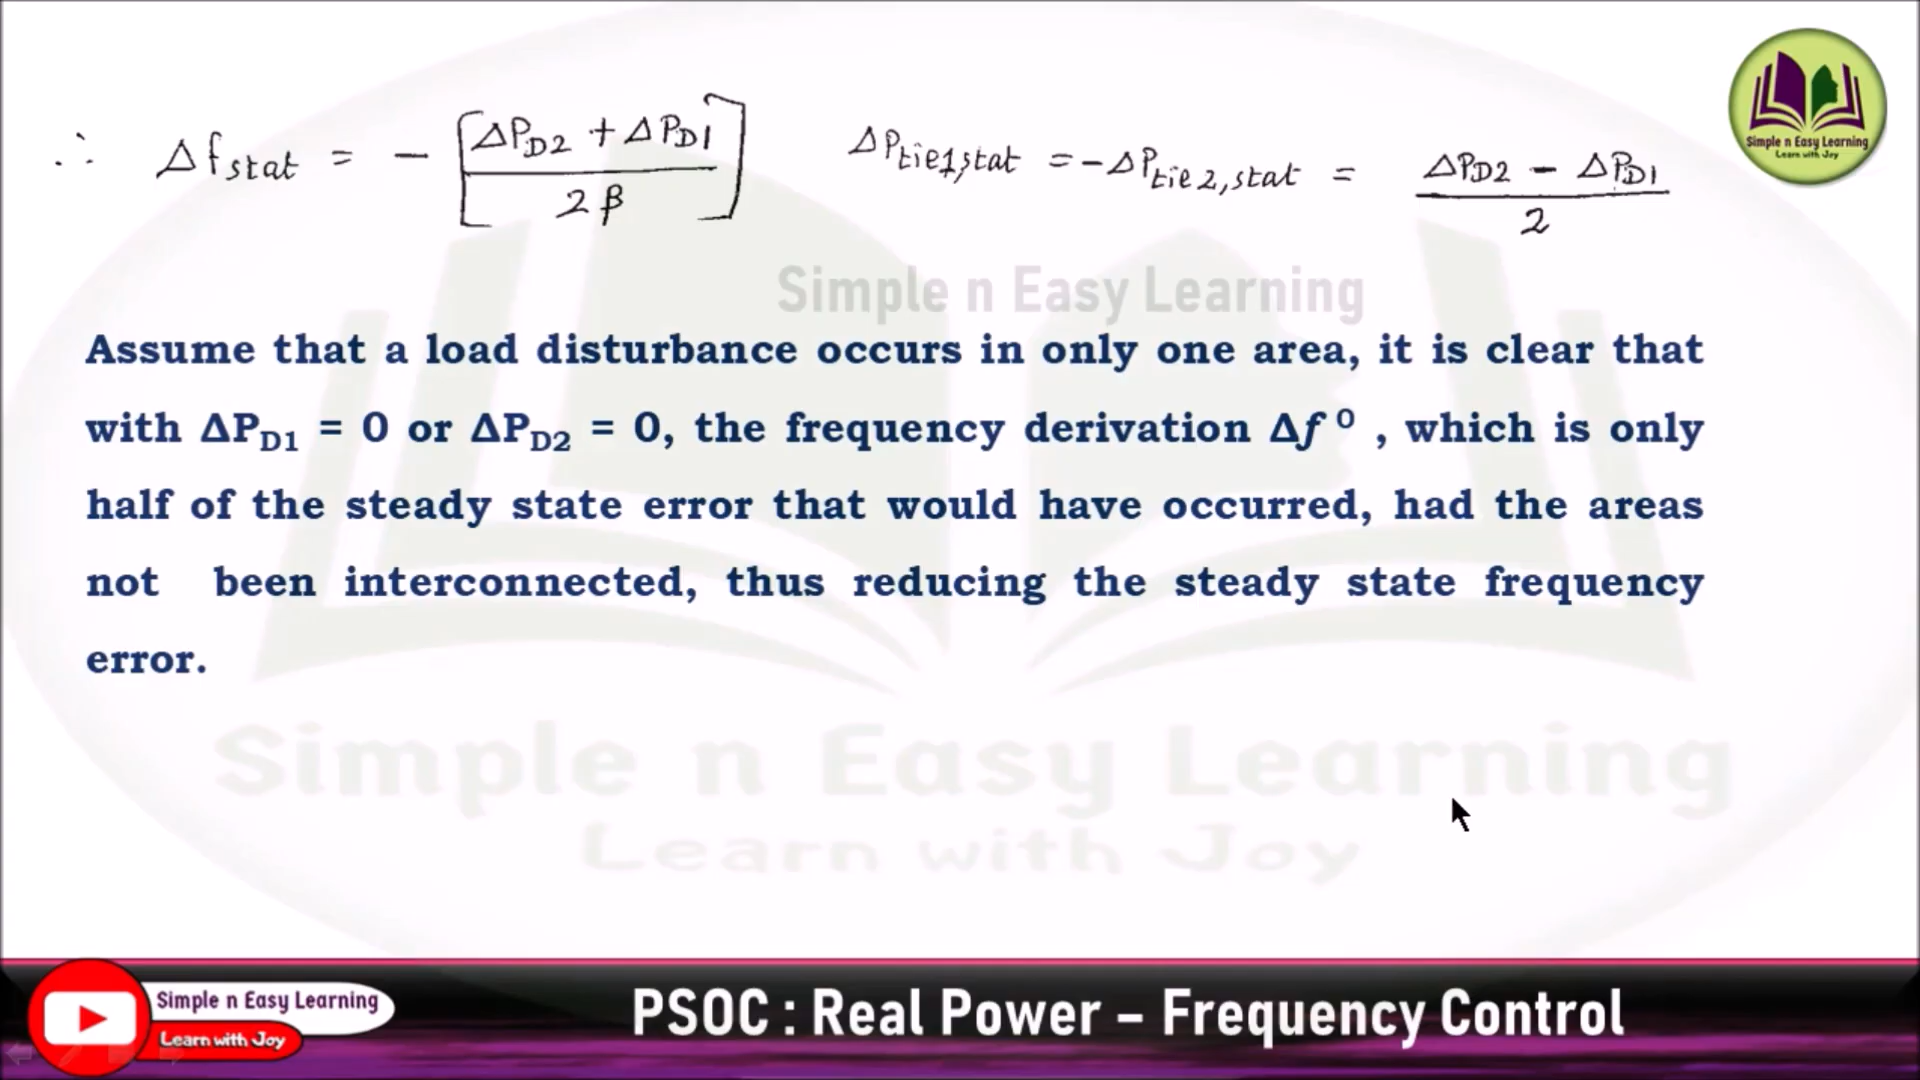 ∴ Δf_stat = - [ (ΔP_D2 + ΔP_D1) / 2β ]    ΔP_tie1,stat = -ΔP_tie2,stat = (ΔP_D2 - ΔP_D1) / 2
Simple n Easy Learning
Learn with Joy
Simple n Easy Learning
Assume that a load disturbance occurs in only one area, it is clear that
with ΔP_D1 = 0 or ΔP_D2 = 0, the frequency derivation Δf⁰ , which is only
half of the steady state error that would have occurred, had the areas
not been interconnected, thus reducing the steady state frequency
error.
Simple n Easy Learning
Learn with Joy
Simple n Easy Learning
Learn with Joy
PSOC : Real Power – Frequency Control